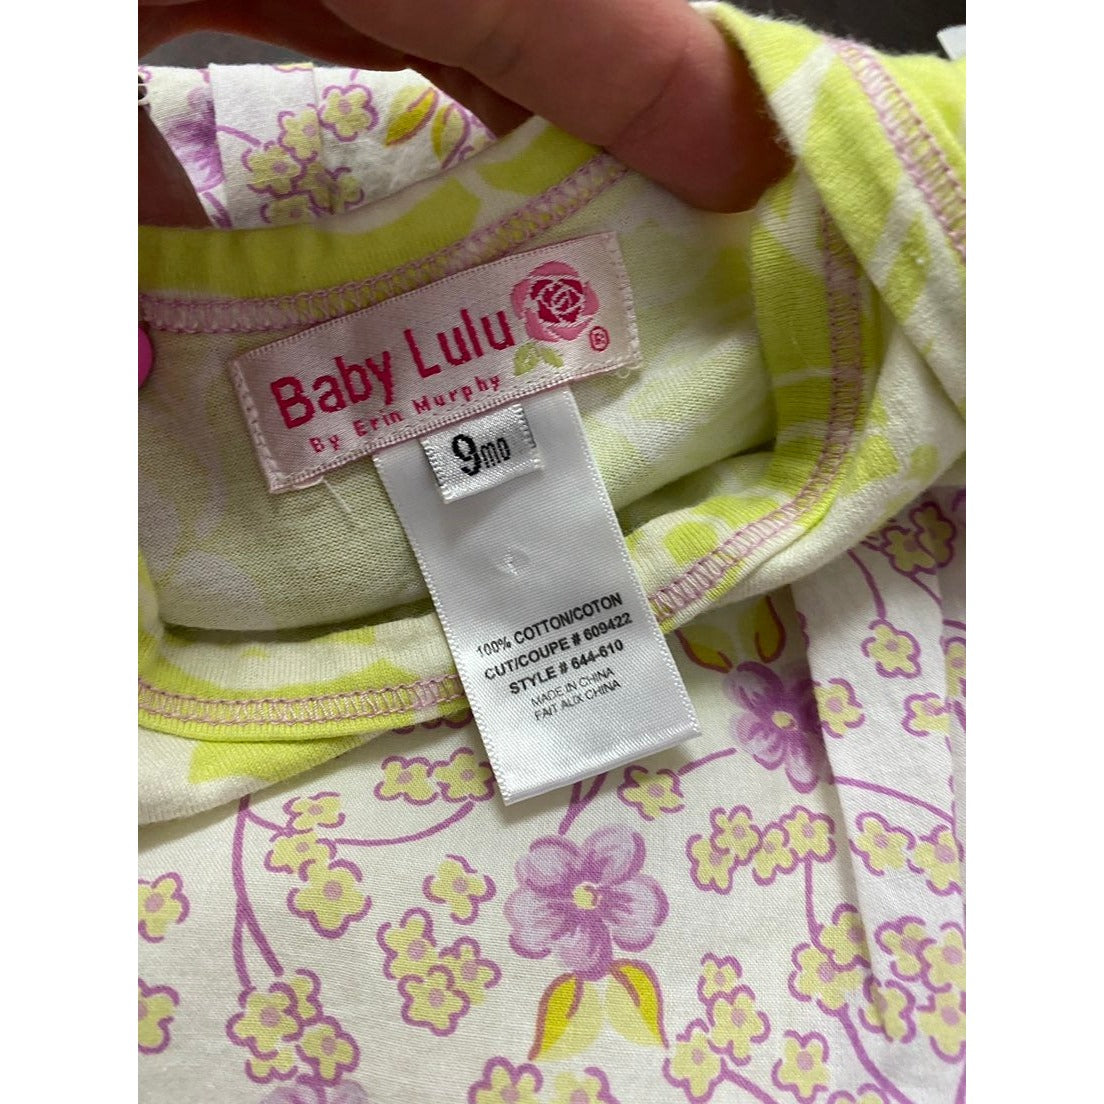 Baby Lulu ®
By Erin Murphy
9mo
100% COTTON/COTON
CUT/COUPE # 609422
STYLE # 644-610
MADE IN CHINA
FAIT AUX CHINA